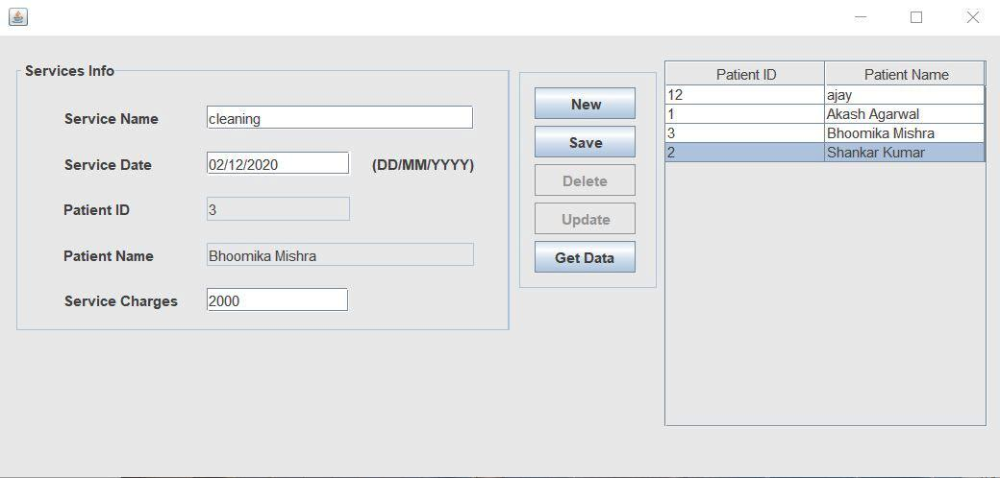 Services Info
Service Name cleaning
Service Date 02/12/2020 (DD/MM/YYYY)
Patient ID 3
Patient Name Bhoomika Mishra
Service Charges 2000
New
Save
Delete
Update
Get Data
Patient ID Patient Name
12 ajay
1 Akash Agarwal
3 Bhoomika Mishra
2 Shankar Kumar